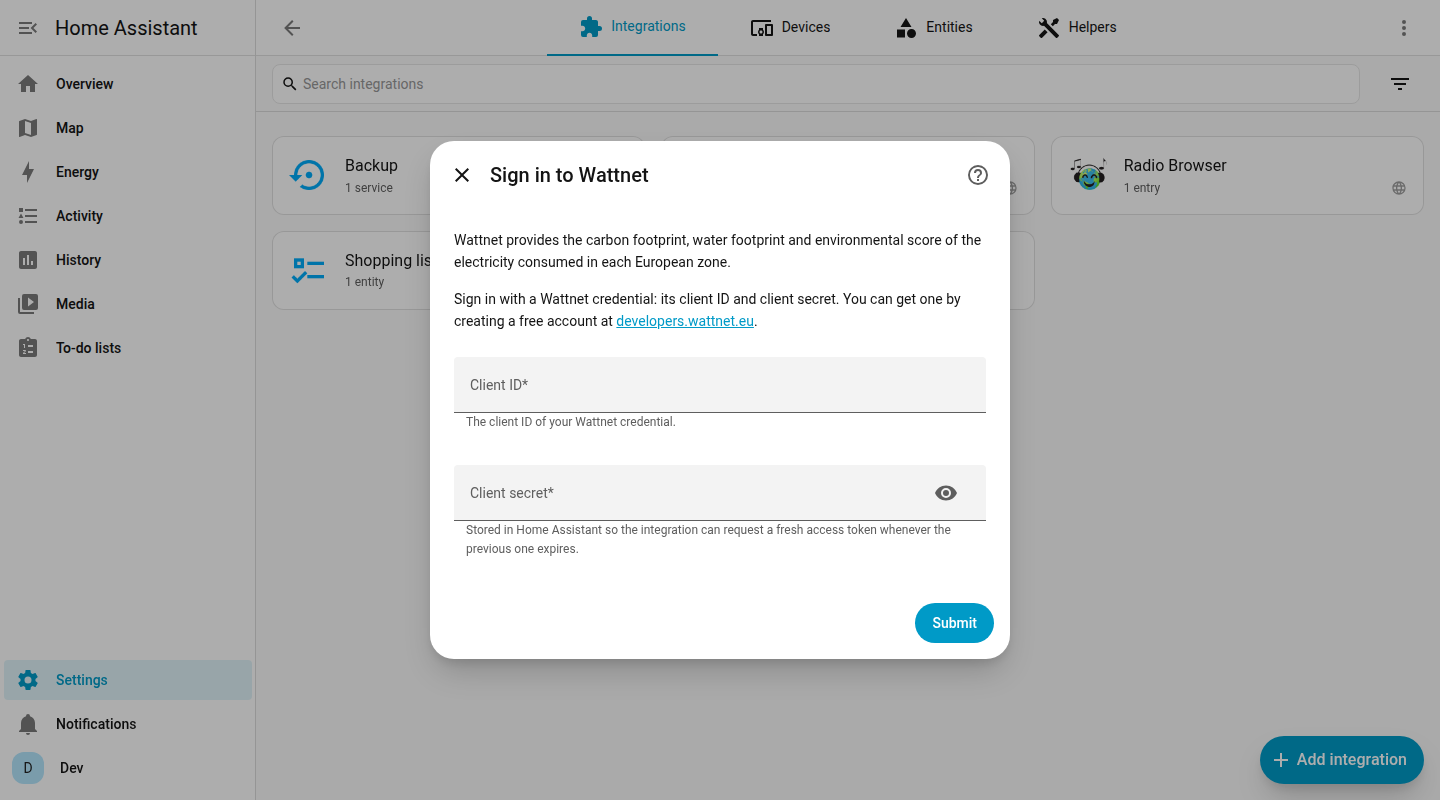 Home Assistant
Integrations
Devices
Entities
Helpers
Search integrations
Overview
Map
Energy
Activity
History
Media
To-do lists
Settings
Notifications
D
Dev
Backup
1 service
Radio Browser
1 entry
Shopping lis
1 entity
Sign in to Wattnet
Wattnet provides the carbon footprint, water footprint and environmental score of the
electricity consumed in each European zone.
Sign in with a Wattnet credential: its client ID and client secret. You can get one by
creating a free account at developers.wattnet.eu.
Client ID*
The client ID of your Wattnet credential.
Client secret*
Stored in Home Assistant so the integration can request a fresh access token whenever the
previous one expires.
Submit
Add integration